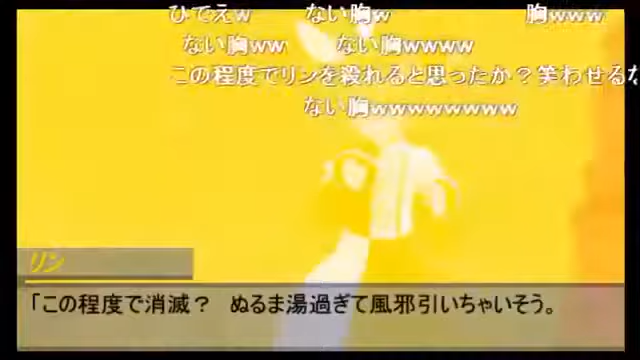 ひでえw ない胸w 胸www
ない胸ww ない胸wwww
この程度でリンを殺れると思ったか？笑わせるな
ない胸wwwwwwww
リン
「この程度で消滅？　ぬるま湯過ぎて風邪引いちゃいそう。